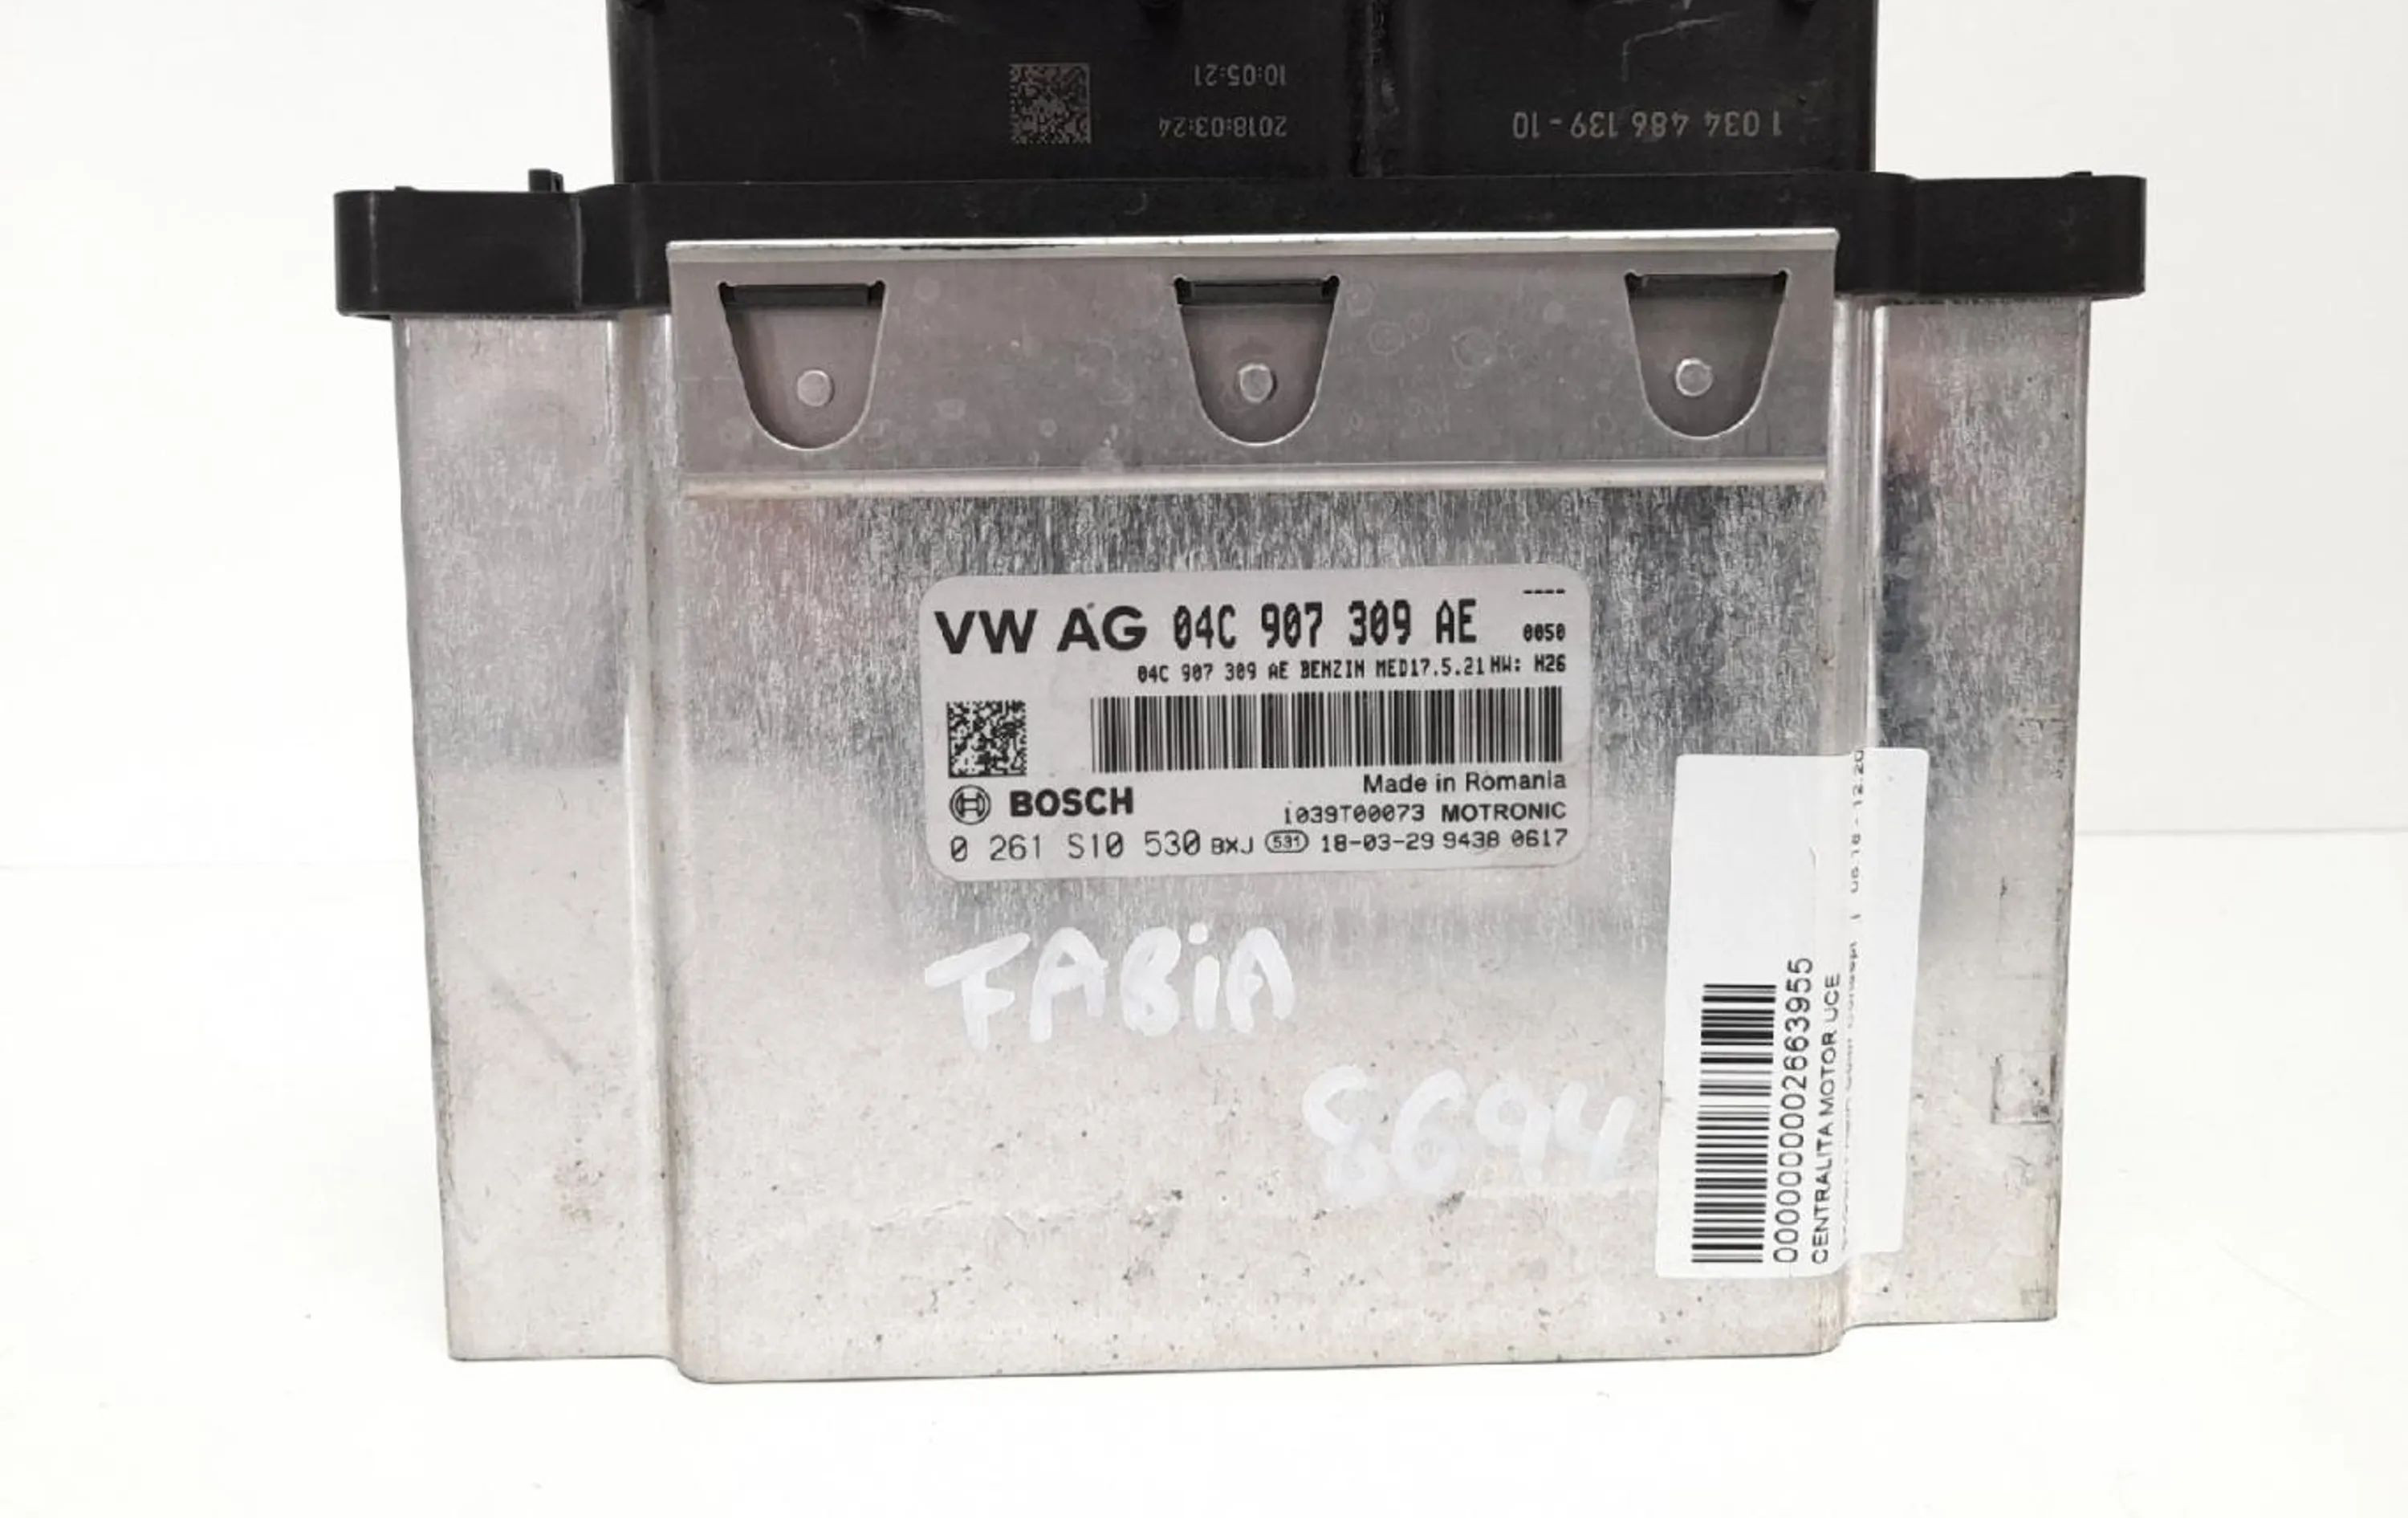 10:05:21
2018:03:24
1 034 486 139 - 10
----
VW AG 04C 907 309 AE 0050
04C 907 309 AE BENZIN MED17.5.21 HW: H26
Made in Romania
BOSCH
1039T00073 MOTRONIC
0 261 S10 530 BXJ 531 18-03-29 9438 0617
FABiA
8694
0000000002663955
CENTRALITA MOTOR UCE